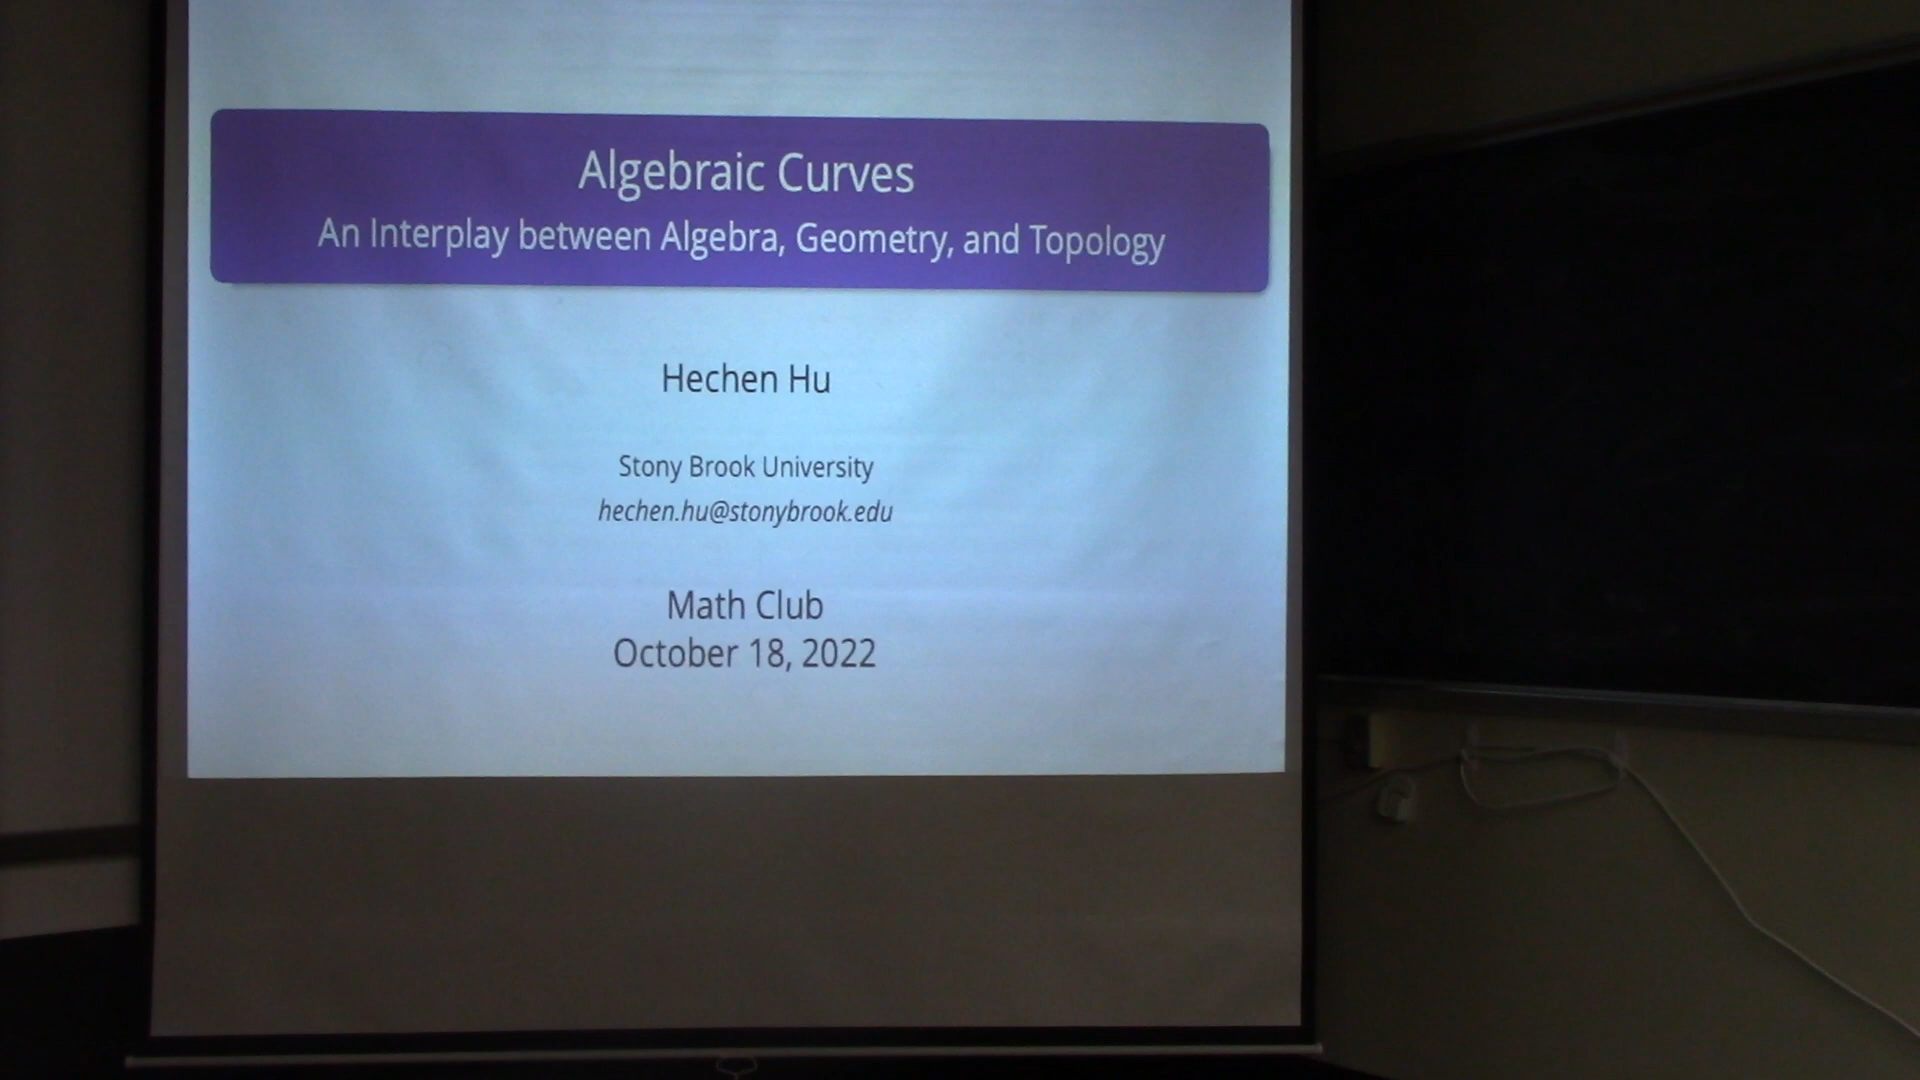 Algebraic Curves
An Interplay between Algebra, Geometry, and Topology
Hechen Hu
Stony Brook University
hechen.hu@stonybrook.edu
Math Club
October 18, 2022